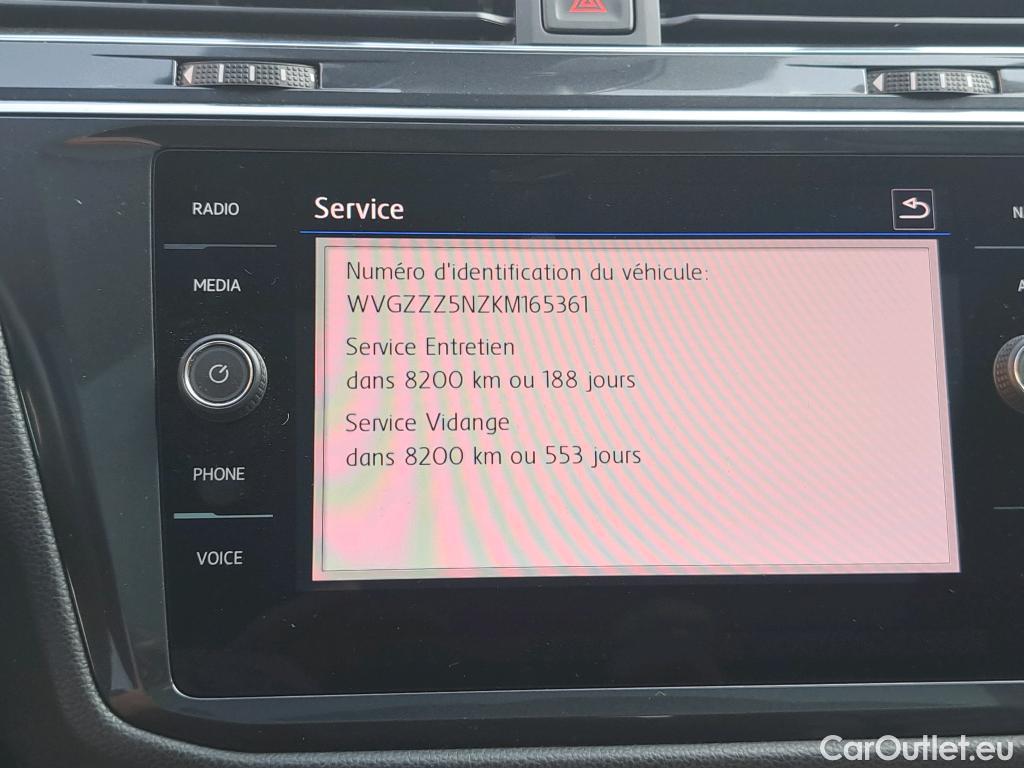 RADIO
MEDIA
PHONE
VOICE
Service
Numéro d'identification du véhicule:
WVGZZZ5NZKM165361
Service Entretien
dans 8200 km ou 188 jours
Service Vidange
dans 8200 km ou 553 jours
CarOutlet.eu